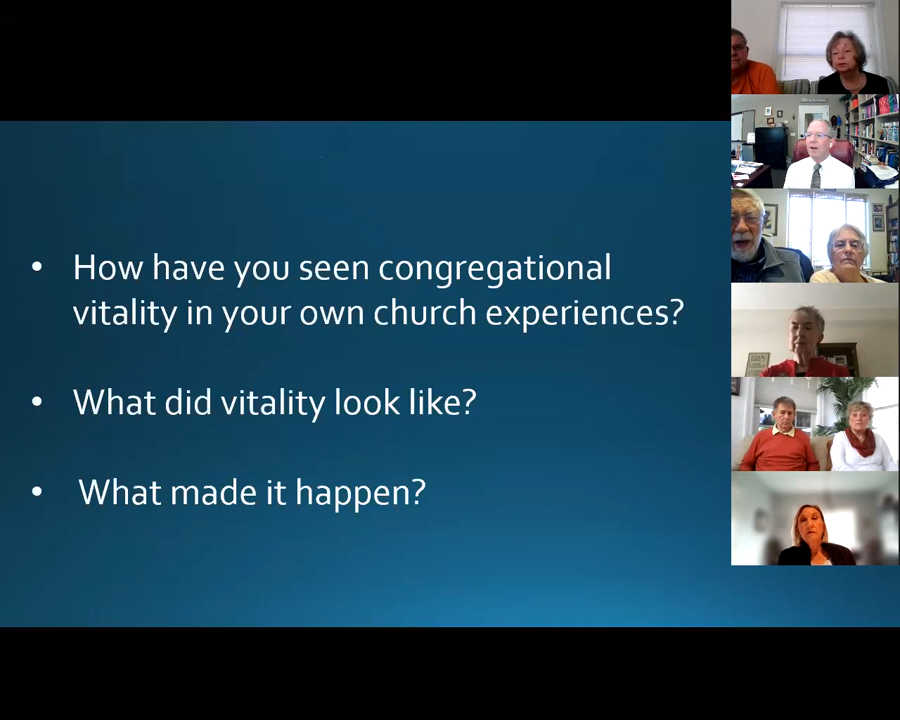 • How have you seen congregational
vitality in your own church experiences?
• What did vitality look like?
• What made it happen?